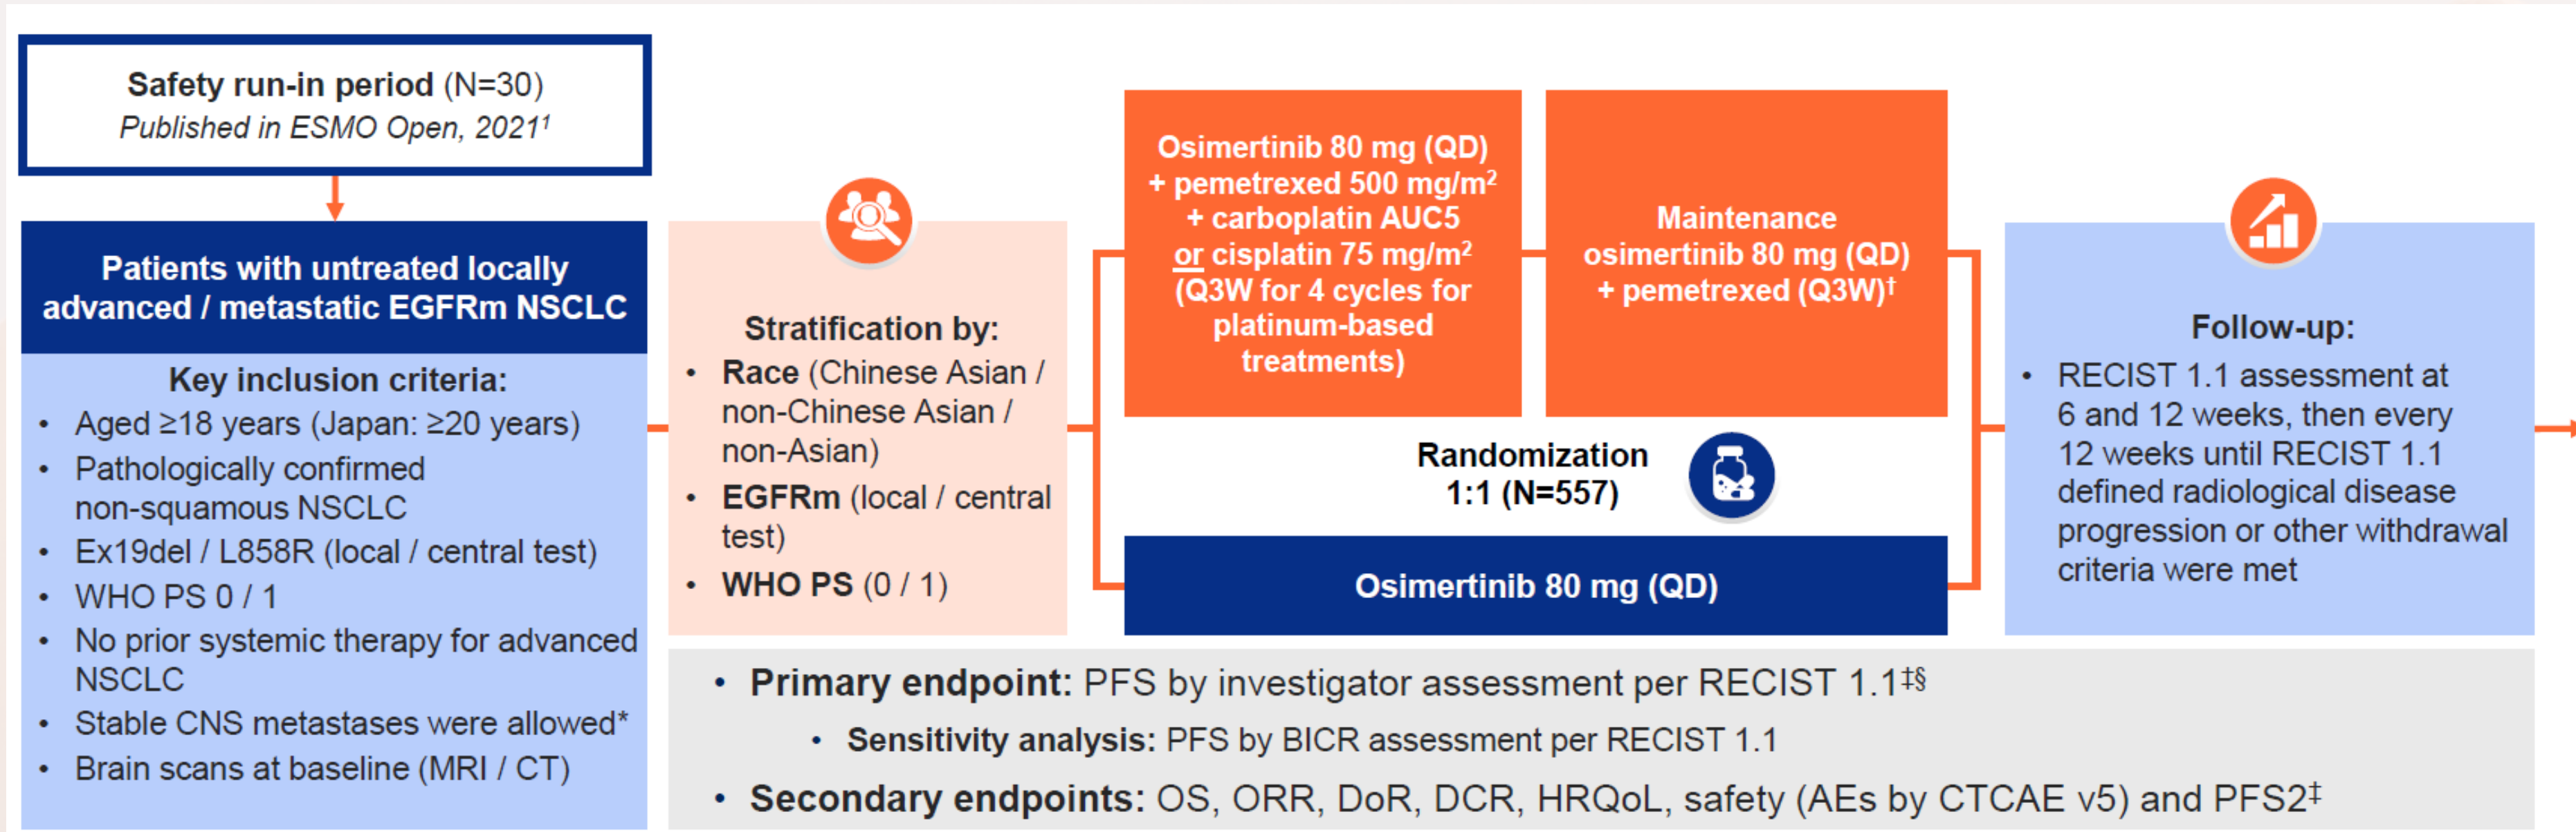 Safety run-in period (N=30)
Published in ESMO Open, 2021¹
Patients with untreated locally
advanced / metastatic EGFRm NSCLC
Key inclusion criteria:
• Aged ≥18 years (Japan: ≥20 years)
• Pathologically confirmed
non-squamous NSCLC
• Ex19del / L858R (local / central test)
• WHO PS 0 / 1
• No prior systemic therapy for advanced
NSCLC
• Stable CNS metastases were allowed*
• Brain scans at baseline (MRI / CT)
Stratification by:
• Race (Chinese Asian /
non-Chinese Asian /
non-Asian)
• EGFRm (local / central
test)
• WHO PS (0 / 1)
Osimertinib 80 mg (QD)
+ pemetrexed 500 mg/m²
+ carboplatin AUC5
or cisplatin 75 mg/m²
(Q3W for 4 cycles for
platinum-based
treatments)
Maintenance
osimertinib 80 mg (QD)
+ pemetrexed (Q3W)†
Randomization
1:1 (N=557)
Osimertinib 80 mg (QD)
Follow-up:
• RECIST 1.1 assessment at
6 and 12 weeks, then every
12 weeks until RECIST 1.1
defined radiological disease
progression or other withdrawal
criteria were met
• Primary endpoint: PFS by investigator assessment per RECIST 1.1‡§
• Sensitivity analysis: PFS by BICR assessment per RECIST 1.1
• Secondary endpoints: OS, ORR, DoR, DCR, HRQoL, safety (AEs by CTCAE v5) and PFS2‡